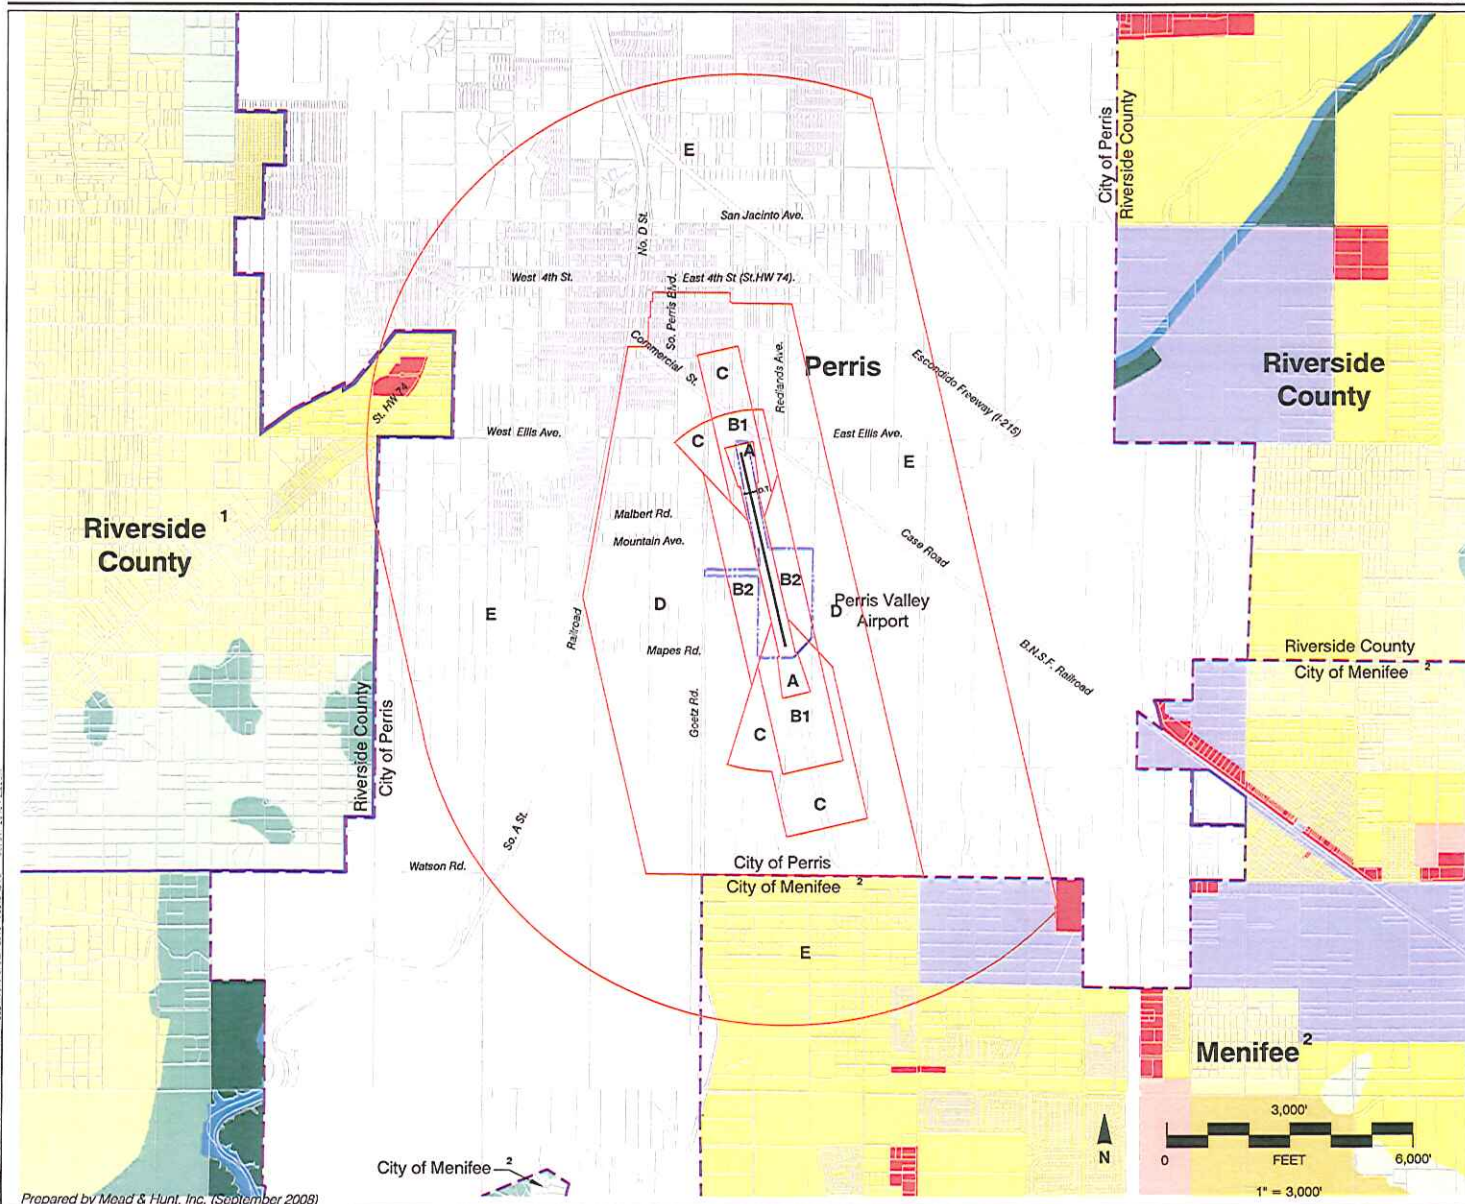 City of Perris
Riverside County
E
San Jacinto Ave.
No. D St.
West 4th St.
East 4th St (St.HW 74).
So. Perris Blvd.
Commercial St.
Redlands Ave.
Perris
Escondido Freeway (I-215)
Riverside
County
St. HW 74
C
B1
C
A
West Ellis Ave.
East Ellis Ave.
E
D.T.
Riverside 1
County
Malbert Rd.
Mountain Ave.
Case Road
B2
B2
E
D
D
Perris Valley
Airport
Railroad
Mapes Rd.
B.N.S.F. Railroad
Riverside County
City of Menifee 2
A
B1
Goetz Rd.
C
Riverside County
City of Perris
C
So. A St.
Watson Rd.
City of Perris
City of Menifee 2
E
Menifee 2
3,000'
N
0
FEET
6,000'
1" = 3,000'
City of Menifee 2
Prepared by Mead & Hunt, Inc. (September 2008)